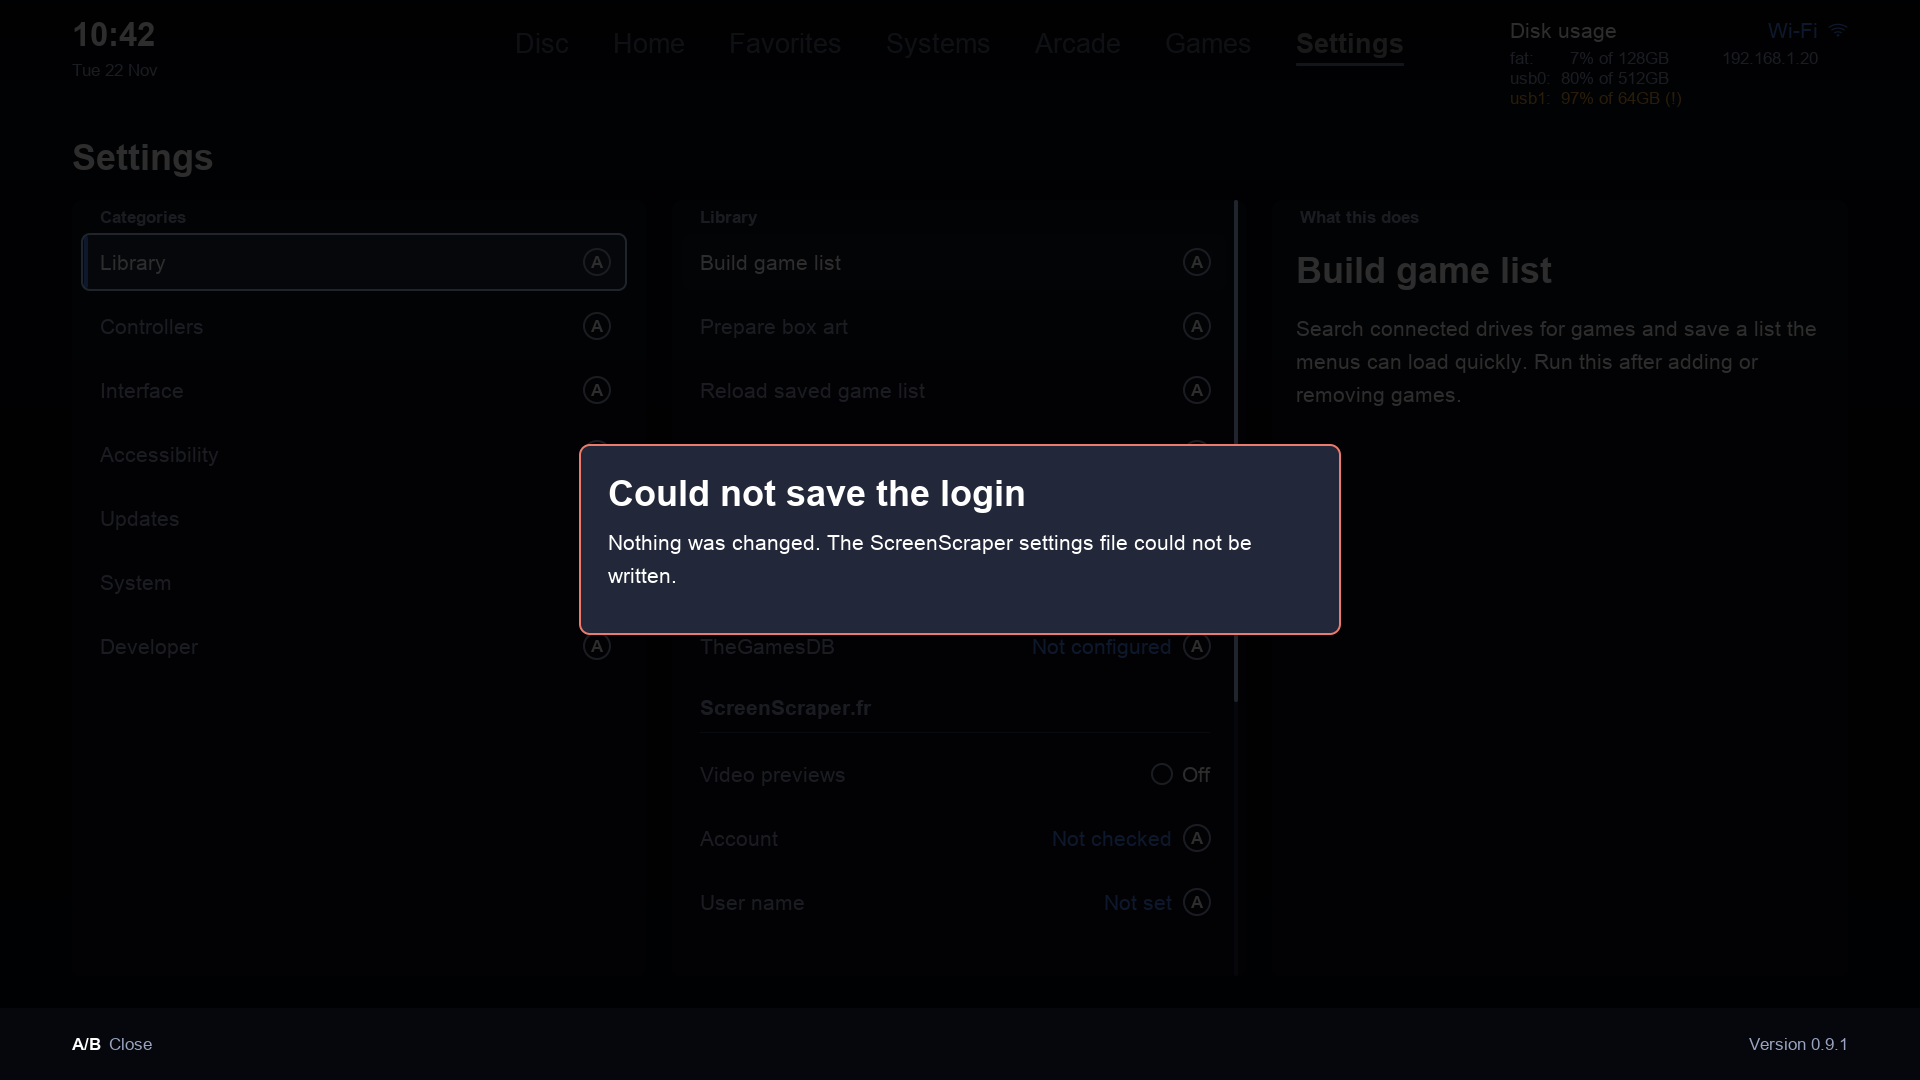 10:42
Tue 22 Nov
Disc Home Favorites Systems Arcade Games Settings
Disk usage
fat: 7% of 128GB
usb0: 80% of 512GB
usb1: 97% of 64GB (!)
Wi-Fi
192.168.1.20
Settings
Categories
Library A
Controllers A
Interface A
Accessibility
Updates
System
Developer A
Library
Build game list A
Prepare box art A
Reload saved game list A
TheGamesDB Not configured A
ScreenScraper.fr
Video previews Off
Account Not checked A
User name Not set A
What this does
Build game list
Search connected drives for games and save a list the
menus can load quickly. Run this after adding or
removing games.
Could not save the login
Nothing was changed. The ScreenScraper settings file could not be
written.
A/B Close
Version 0.9.1